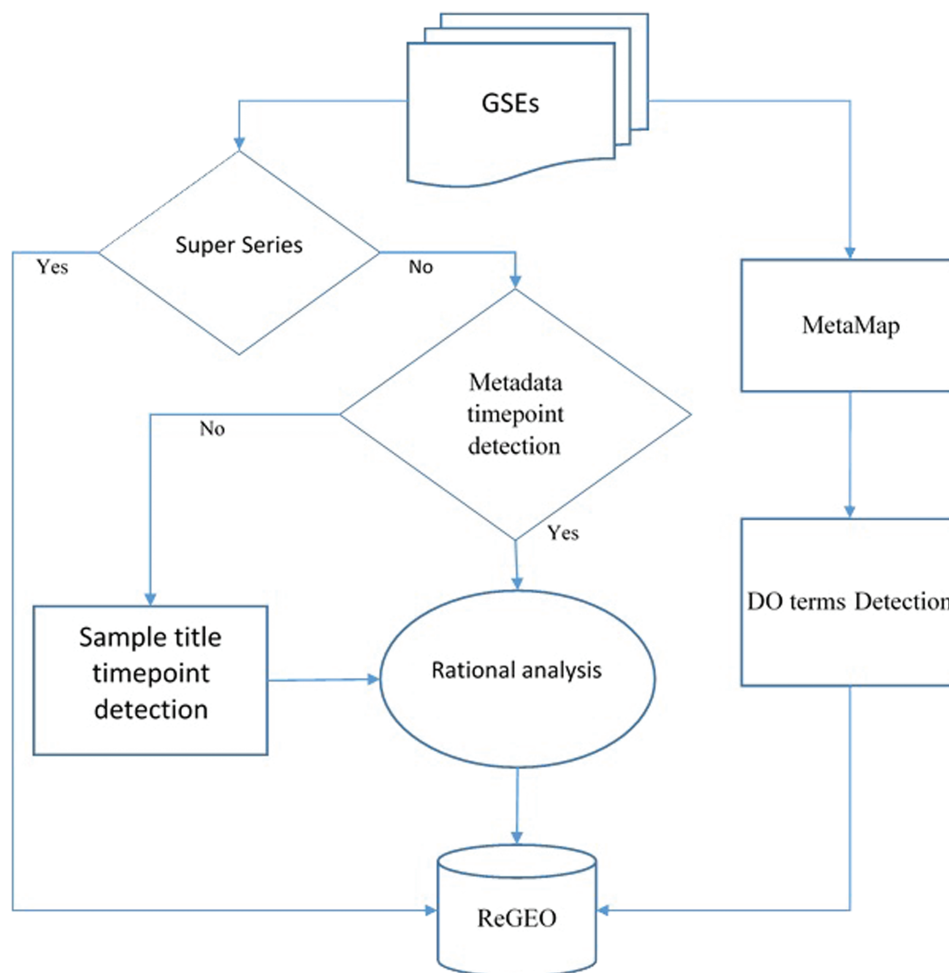 GSEs
Super Series
Yes
No
MetaMap
Metadata
timepoint
detection
No
Yes
DO terms Detection
Sample title
timepoint
detection
Rational analysis
ReGEO